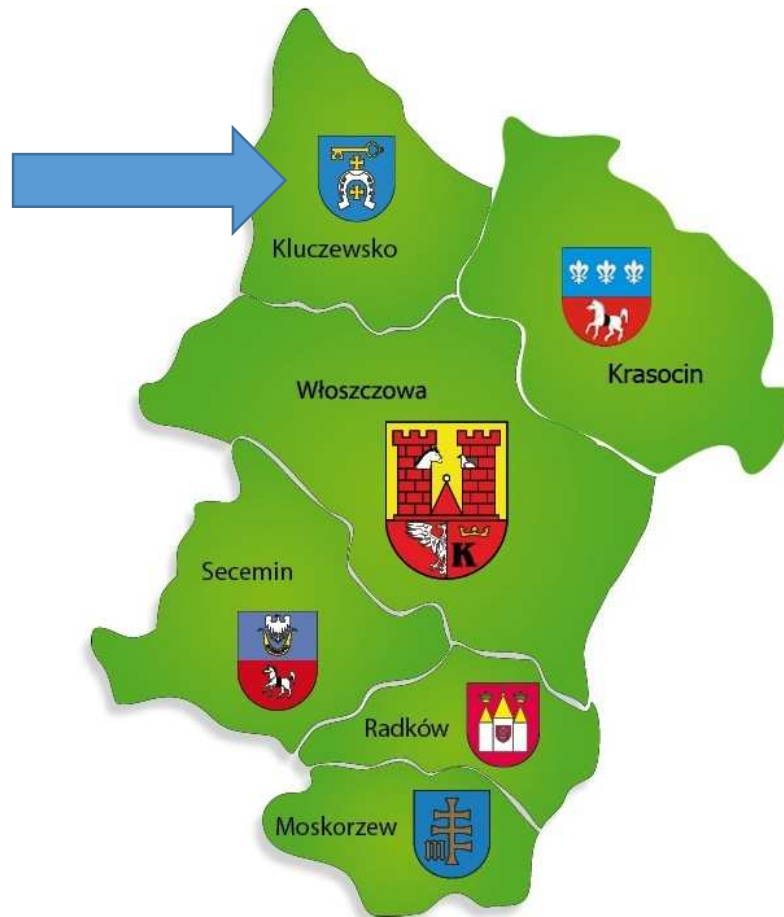 Kluczewsko
Krasocin
Włoszczowa
K
Secemin
Radków
Moskorzew
m